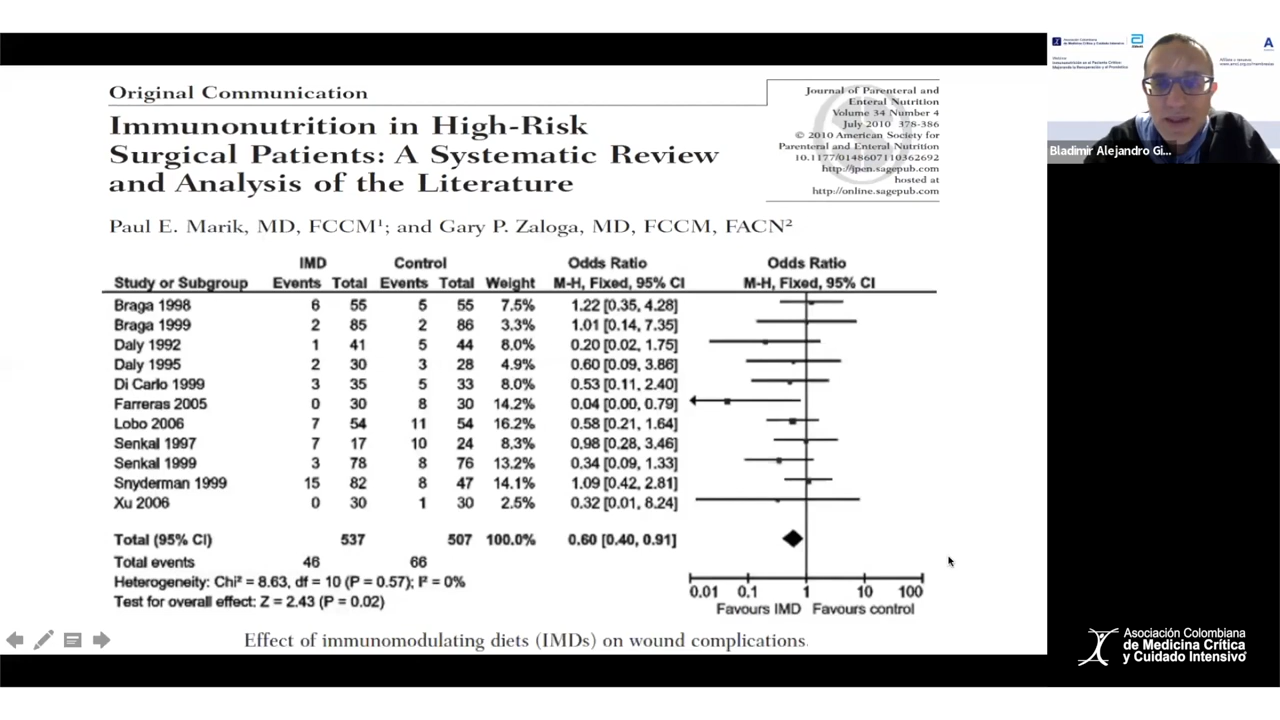 Original Communication
Immunonutrition in High-Risk
Surgical Patients: A Systematic Review
and Analysis of the Literature
Journal of Parenteral and
Enteral Nutrition
Volume 34 Number 4
July 2010 378-386
© 2010 American Society for
Parenteral and Enteral Nutrition
10.1177/0148607110362692
http://jpen.sagepub.com
hosted at
http://online.sagepub.com
Paul E. Marik, MD, FCCM¹; and Gary P. Zaloga, MD, FCCM, FACN²
IMD Control Odds Ratio Odds Ratio
Study or Subgroup Events Total Events Total Weight M-H, Fixed, 95% CI M-H, Fixed, 95% CI
Braga 1998 6 55 5 55 7.5% 1.22 [0.35, 4.28]
Braga 1999 2 85 2 86 3.3% 1.01 [0.14, 7.35]
Daly 1992 1 41 5 44 8.0% 0.20 [0.02, 1.75]
Daly 1995 2 30 3 28 4.9% 0.60 [0.09, 3.86]
Di Carlo 1999 3 35 5 33 8.0% 0.53 [0.11, 2.40]
Farreras 2005 0 30 8 30 14.2% 0.04 [0.00, 0.79]
Lobo 2006 7 54 11 54 16.2% 0.58 [0.21, 1.64]
Senkal 1997 7 17 10 24 8.3% 0.98 [0.28, 3.46]
Senkal 1999 3 78 8 76 13.2% 0.34 [0.09, 1.33]
Snyderman 1999 15 82 8 47 14.1% 1.09 [0.42, 2.81]
Xu 2006 0 30 1 30 2.5% 0.32 [0.01, 8.24]
Total (95% CI) 537 507 100.0% 0.60 [0.40, 0.91]
Total events 46 66
Heterogeneity: Chi² = 8.63, df = 10 (P = 0.57); I² = 0%
Test for overall effect: Z = 2.43 (P = 0.02)
0.01 0.1 1 10 100
Favours IMD Favours control
Effect of immunomodulating diets (IMDs) on wound complications.
Asociación Colombiana
de Medicina Crítica y Cuidado Intensivo
Bladimir Alejandro Gi...
Asociación Colombiana
de Medicina Crítica
y Cuidado Intensivo